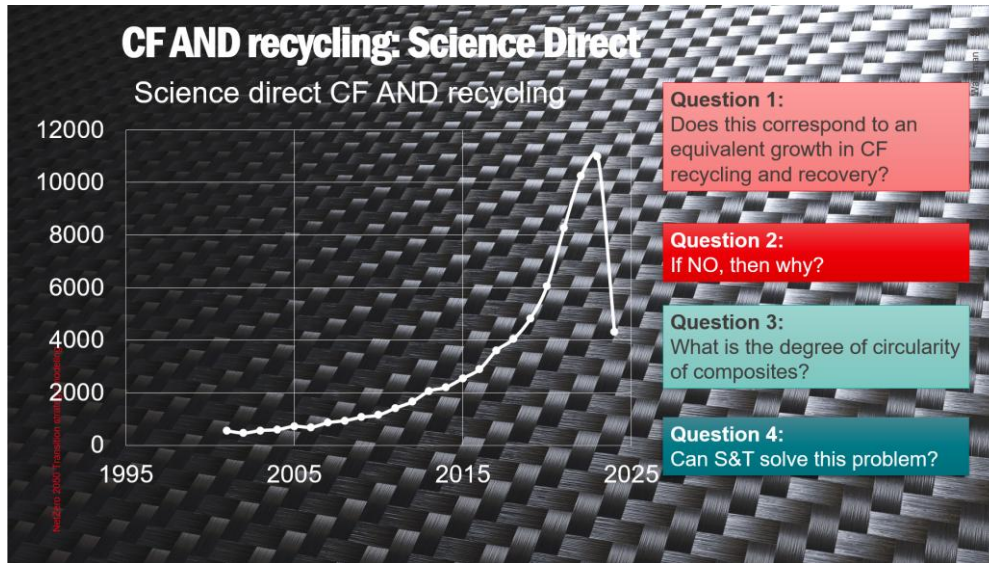 CF AND recycling: Science Direct
Science direct CF AND recycling
12000
10000
8000
6000
4000
2000
0
1995
2005
2015
2025
Question 1:
Does this correspond to an
equivalent growth in CF
recycling and recovery?
Question 2:
If NO, then why?
Question 3:
What is the degree of circularity
of composites?
Question 4:
Can S&T solve this problem?
NetZero 2050 Transition